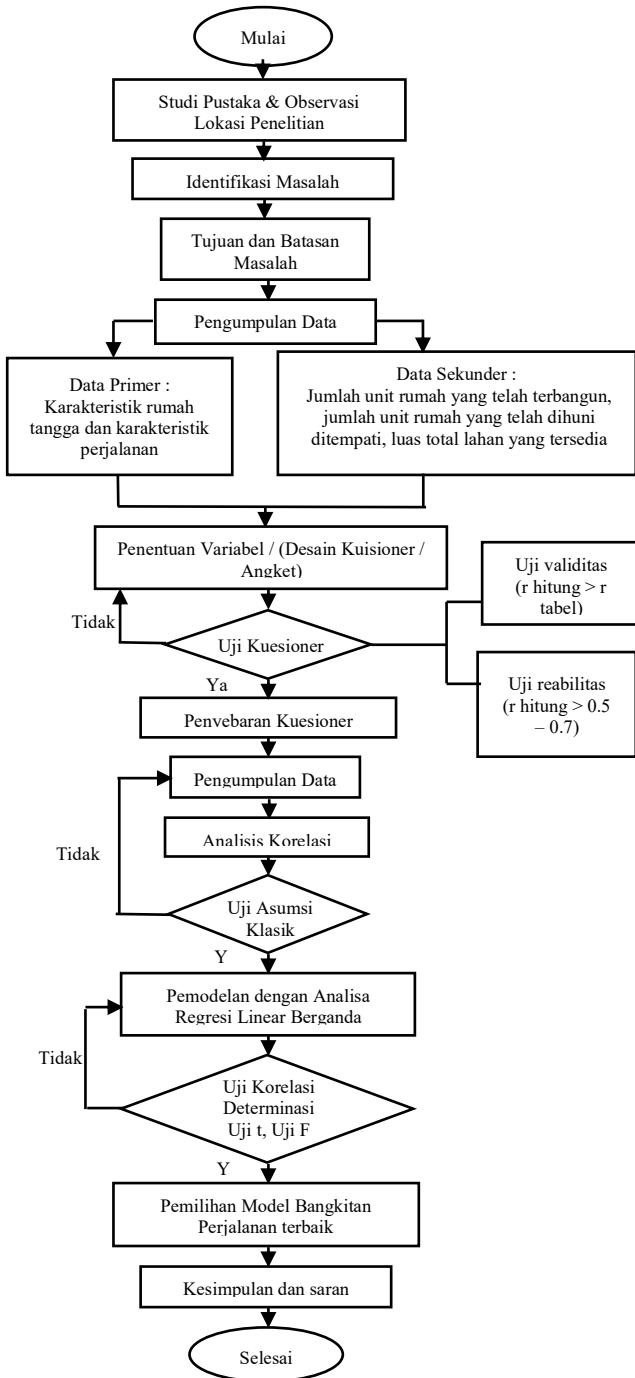 Mulai
Studi Pustaka & Observasi
Lokasi Penelitian
Identifikasi Masalah
Tujuan dan Batasan
Masalah
Pengumpulan Data
Data Primer :
Karakteristik rumah
tangga dan karakteristik
perjalanan
Data Sekunder :
Jumlah unit rumah yang telah terbangun,
jumlah unit rumah yang telah dihuni
ditempati, luas total lahan yang tersedia
Penentuan Variabel / (Desain Kuisioner /
Angket)
Uji validitas
(r hitung > r
tabel)
Tidak
Uji Kuesioner
Uji reabilitas
(r hitung > 0.5
– 0.7)
Ya
Penyebaran Kuesioner
Pengumpulan Data
Analisis Korelasi
Tidak
Uji Asumsi
Klasik
Y
Pemodelan dengan Analisa
Regresi Linear Berganda
Tidak
Uji Korelasi
Determinasi
Uji t, Uji F
Y
Pemilihan Model Bangkitan
Perjalanan terbaik
Kesimpulan dan saran
Selesai